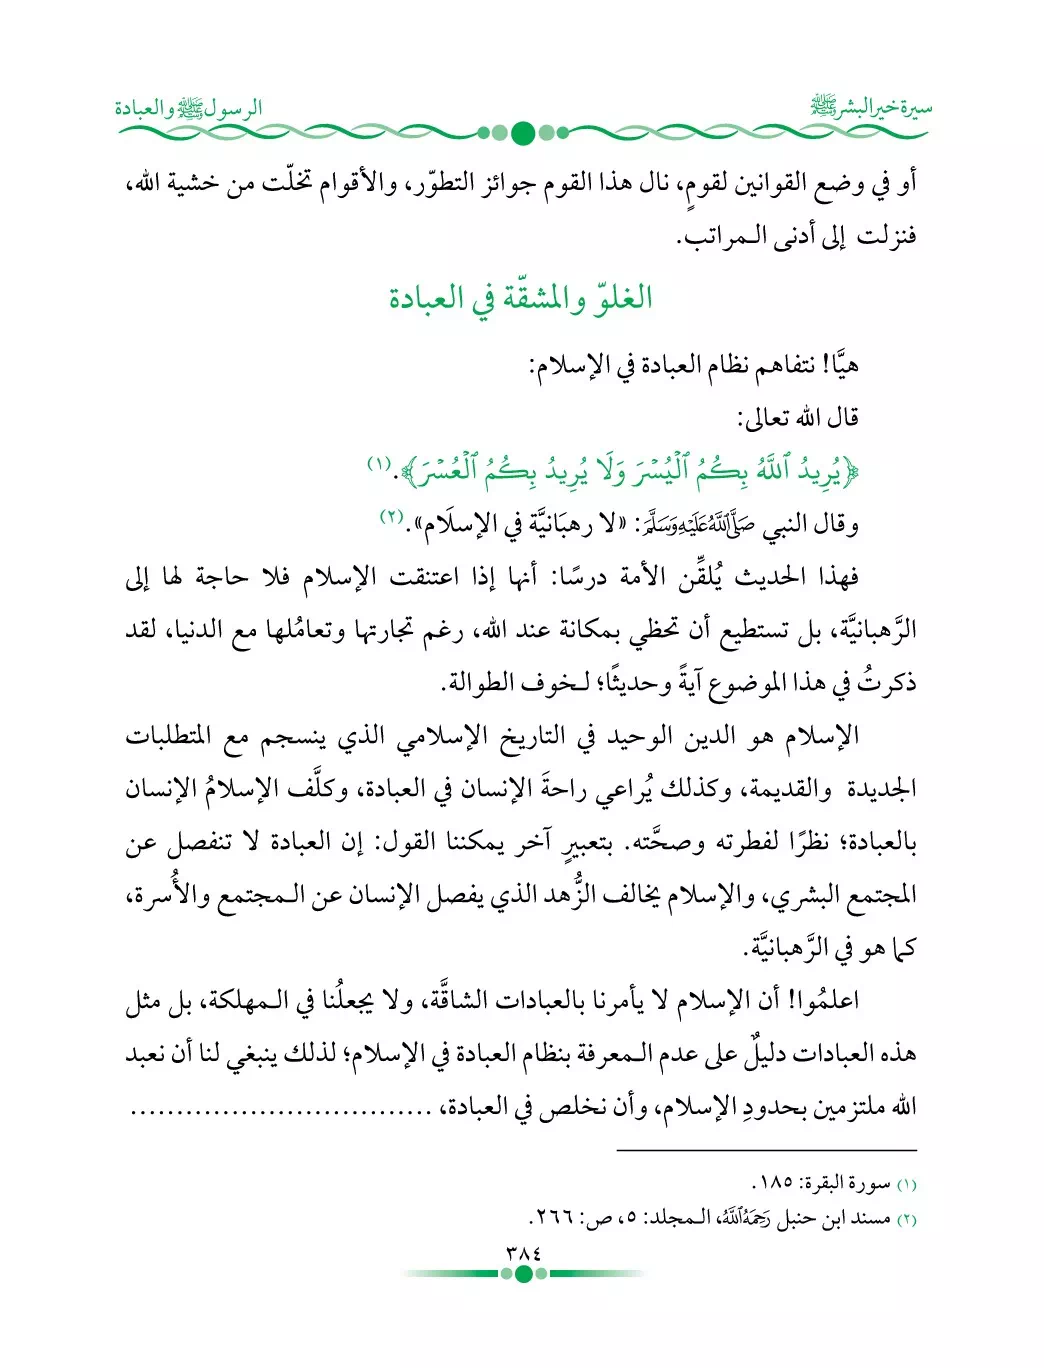 سيرة خير البشر ﷺ
الرسول ﷺ والعبادة
أو في وضع القوانين لقومٍ، نال هذا القوم جوائز التطوّر، والأقوام تخلّت من خشية الله،
فنزلت إلى أدنى الـمراتب.
الغلوّ والمشقّة في العبادة
هيَّا! نتفاهم نظام العبادة في الإسلام:
قال الله تعالى:
﴿يُرِيدُ ٱللَّهُ بِكُمُ ٱلۡيُسۡرَ وَلَا يُرِيدُ بِكُمُ ٱلۡعُسۡرَ﴾.(١)
وقال النبي صَلَّى اللَّهُ عَلَيْهِ وَسَلَّمَ: «لا رهبَانيَّة في الإسلَام».(٢)
فهذا الحديث يُلقِّن الأمة درسًا: أنها إذا اعتنقت الإسلام فلا حاجة لها إلى
الرَّهبانيَّة، بل تستطيع أن تحظي بمكانة عند الله، رغم تجارتها وتعامُلها مع الدنيا، لقد
ذكرتُ في هذا الموضوع آيةً وحديثًا؛ لـخوف الطوالة.
الإسلام هو الدين الوحيد في التاريخ الإسلامي الذي ينسجم مع المتطلبات
الجديدة والقديمة، وكذلك يُراعي راحةَ الإنسان في العبادة، وكلَّف الإسلامُ الإنسان
بالعبادة؛ نظرًا لفطرته وصحَّته. بتعبيرٍ آخر يمكننا القول: إن العبادة لا تنفصل عن
المجتمع البشري، والإسلام يخالف الزُّهد الذي يفصل الإنسان عن الـمجتمع والأُسرة،
كما هو في الرَّهبانيَّة.
اعلمُوا! أن الإسلام لا يأمرنا بالعبادات الشاقَّة، ولا يجعلُنا في الـمهلكة، بل مثل
هذه العبادات دليلٌ على عدم الـمعرفة بنظام العبادة في الإسلام؛ لذلك ينبغي لنا أن نعبد
الله ملتزمين بحدودِ الإسلام، وأن نخلص في العبادة، .................................
(١) سورة البقرة: ١٨٥.
(٢) مسند ابن حنبل رَحِمَهُ اللَّهُ، الـمجلد: ٥، ص: ٢٦٦.
٣٨٤